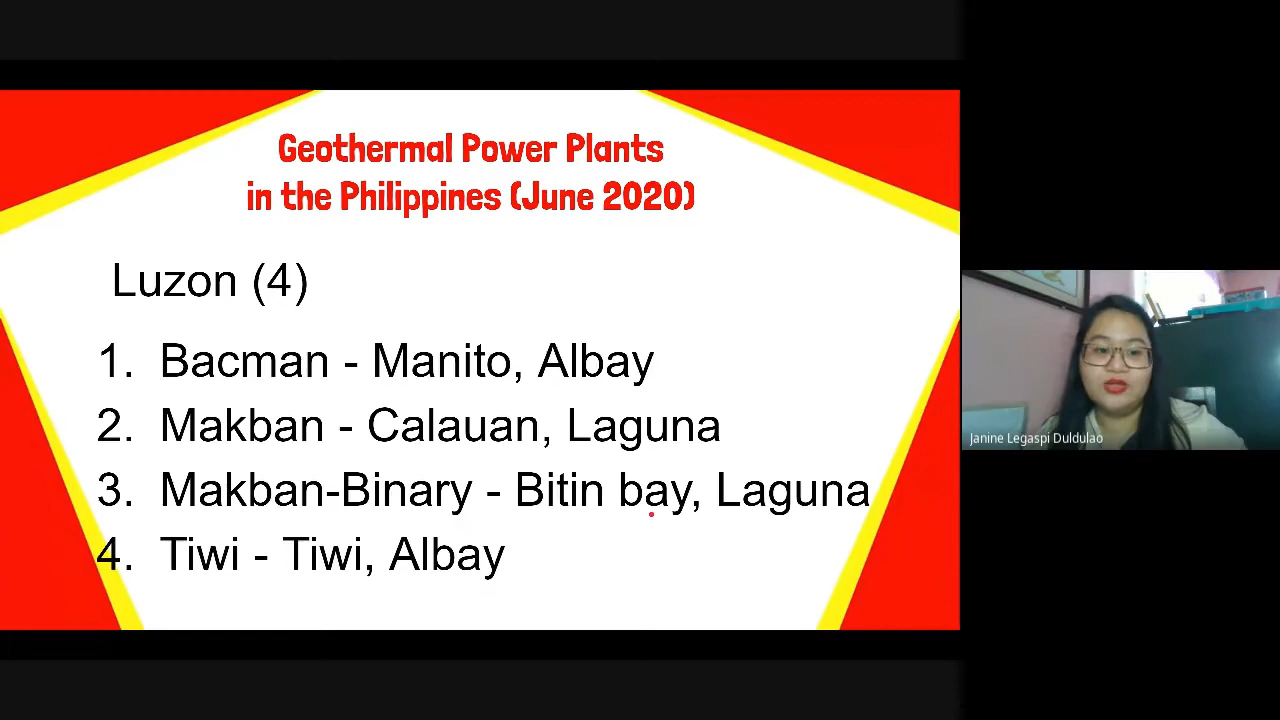 Geothermal Power Plants
in the Philippines (June 2020)
Luzon (4)
1. Bacman - Manito, Albay
2. Makban - Calauan, Laguna
3. Makban-Binary - Bitin bay, Laguna
4. Tiwi - Tiwi, Albay
Janine Legaspi Duldulao